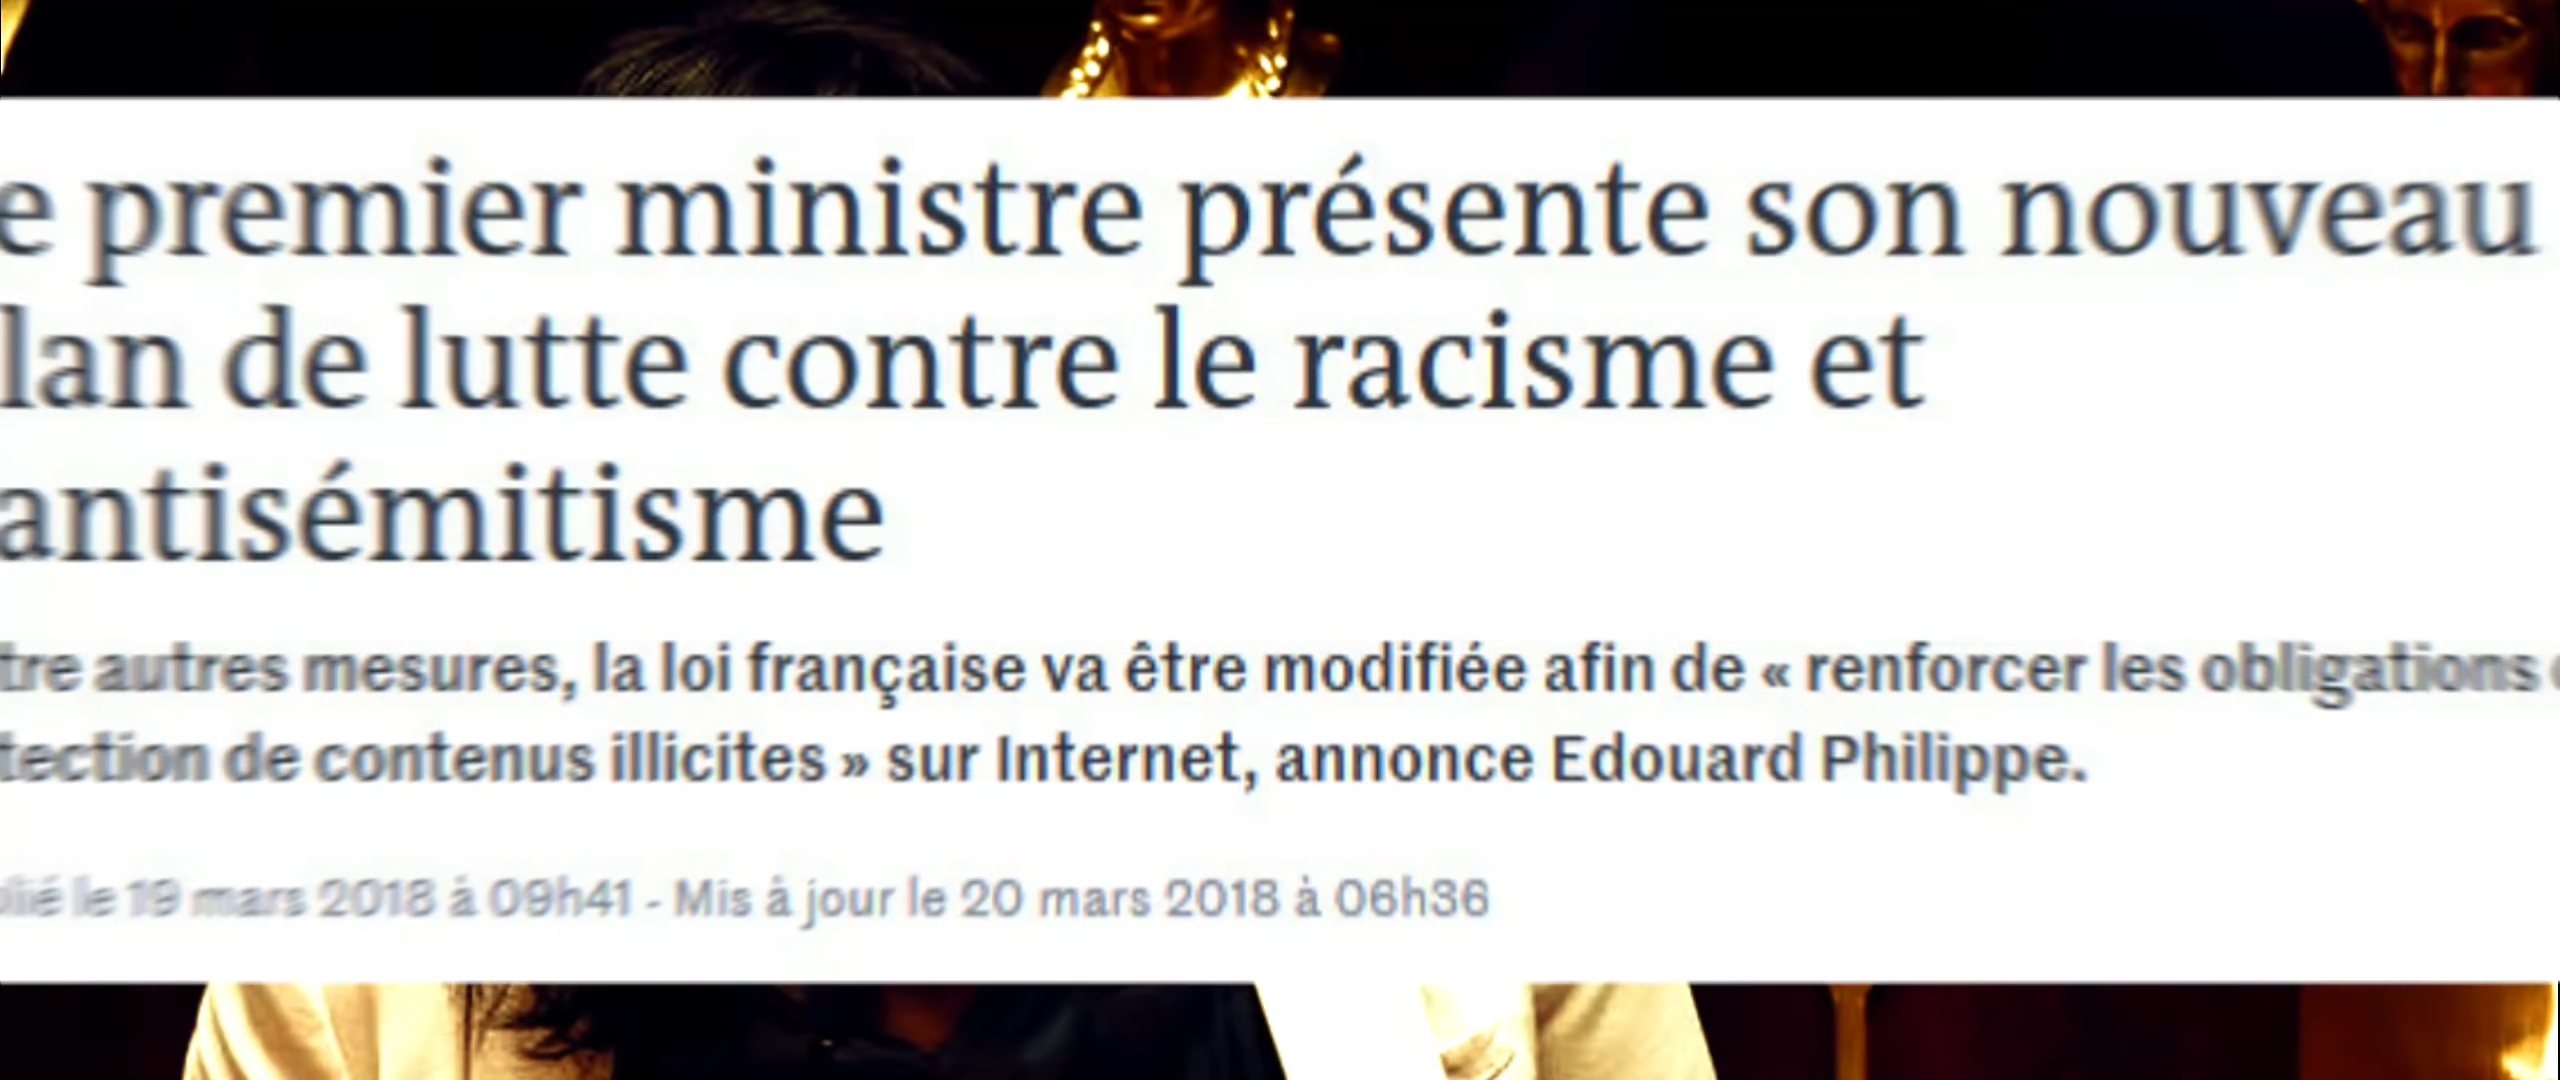 e premier ministre présente son nouveau
lan de lutte contre le racisme et
antisémitisme
tre autres mesures, la loi française va être modifiée afin de « renforcer les obligations
tection de contenus illicites » sur Internet, annonce Edouard Philippe.
lié le 19 mars 2018 à 09h41 - Mis à jour le 20 mars 2018 à 06h36